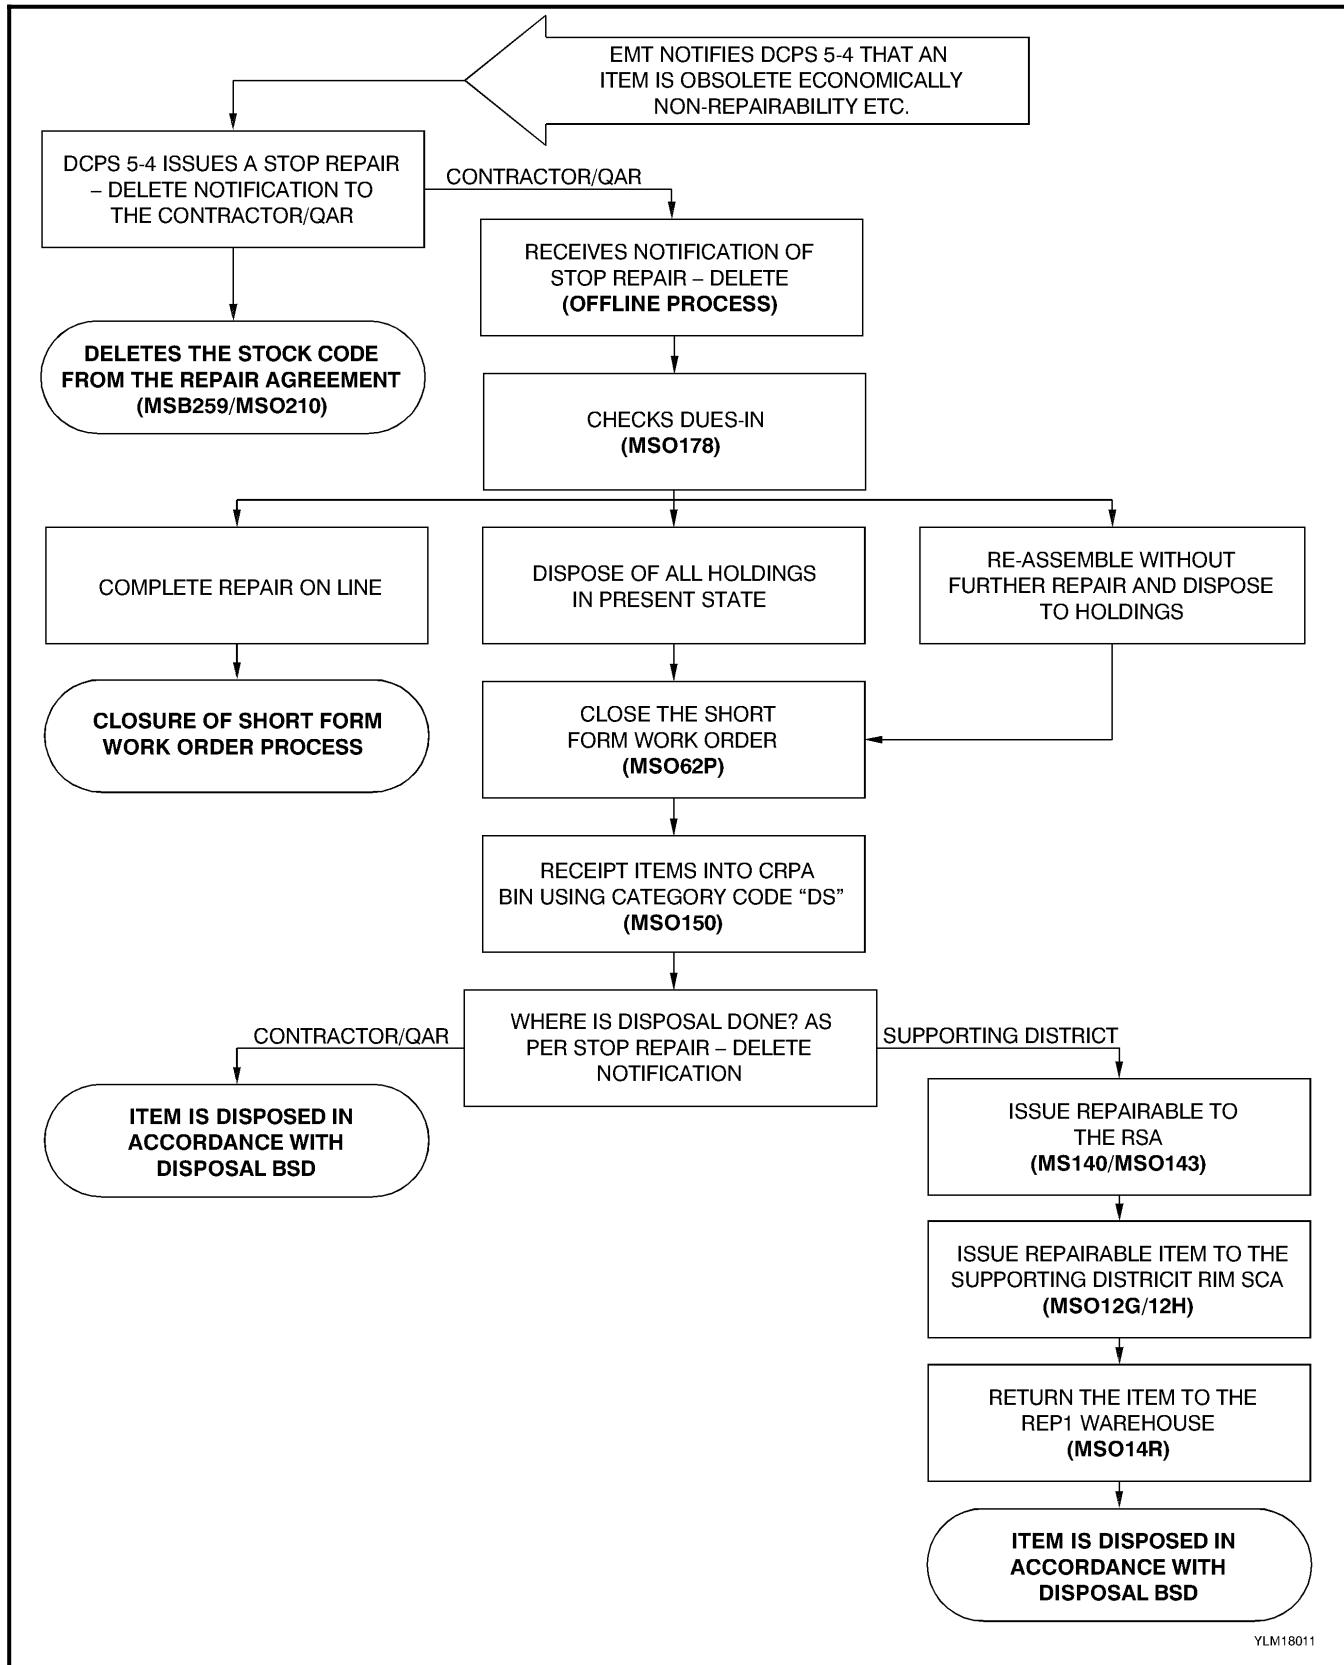 EMT NOTIFIES DCPS 5-4 THAT AN
ITEM IS OBSOLETE ECONOMICALLY
NON-REPAIRABILITY ETC.
DCPS 5-4 ISSUES A STOP REPAIR
– DELETE NOTIFICATION TO
THE CONTRACTOR/QAR
CONTRACTOR/QAR
RECEIVES NOTIFICATION OF
STOP REPAIR – DELETE
(OFFLINE PROCESS)
DELETES THE STOCK CODE
FROM THE REPAIR AGREEMENT
(MSB259/MSO210)
CHECKS DUES-IN
(MSO178)
COMPLETE REPAIR ON LINE
DISPOSE OF ALL HOLDINGS
IN PRESENT STATE
RE-ASSEMBLE WITHOUT
FURTHER REPAIR AND DISPOSE
TO HOLDINGS
CLOSURE OF SHORT FORM
WORK ORDER PROCESS
CLOSE THE SHORT
FORM WORK ORDER
(MSO62P)
RECEIPT ITEMS INTO CRPA
BIN USING CATEGORY CODE “DS”
(MSO150)
WHERE IS DISPOSAL DONE? AS
PER STOP REPAIR – DELETE
NOTIFICATION
CONTRACTOR/QAR
SUPPORTING DISTRICT
ITEM IS DISPOSED IN
ACCORDANCE WITH
DISPOSAL BSD
ISSUE REPAIRABLE TO
THE RSA
(MS140/MSO143)
ISSUE REPAIRABLE ITEM TO THE
SUPPORTING DISTRICIT RIM SCA
(MSO12G/12H)
RETURN THE ITEM TO THE
REP1 WAREHOUSE
(MSO14R)
ITEM IS DISPOSED IN
ACCORDANCE WITH
DISPOSAL BSD
YLM18011